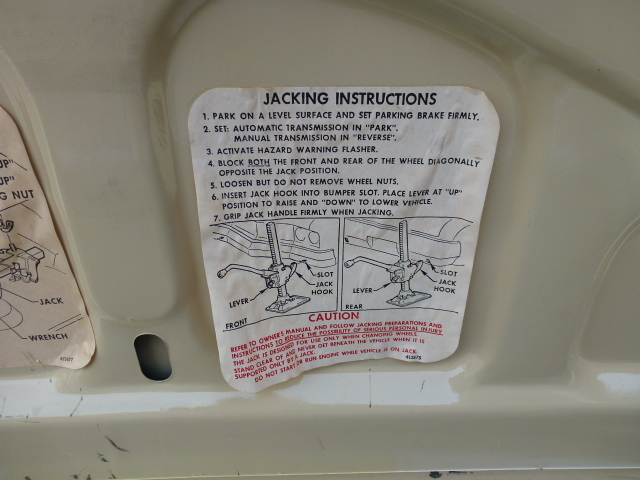 JACKING INSTRUCTIONS
1. PARK ON A LEVEL SURFACE AND SET PARKING BRAKE FIRMLY.
2. SET: AUTOMATIC TRANSMISSION IN "PARK".
MANUAL TRANSMISSION IN "REVERSE".
3. ACTIVATE HAZARD WARNING FLASHER.
4. BLOCK BOTH THE FRONT AND REAR OF THE WHEEL DIAGONALLY
OPPOSITE THE JACK POSITION.
5. LOOSEN BUT DO NOT REMOVE WHEEL NUTS.
6. INSERT JACK HOOK INTO BUMPER SLOT. PLACE LEVER AT "UP"
POSITION TO RAISE AND "DOWN" TO LOWER VEHICLE.
7. GRIP JACK HANDLE FIRMLY WHEN JACKING.
SLOT
JACK
HOOK
LEVER
FRONT
SLOT
JACK
HOOK
LEVER
REAR
CAUTION
REFER TO OWNER'S MANUAL AND FOLLOW JACKING PREPARATIONS AND
INSTRUCTIONS TO REDUCE THE POSSIBILITY OF SERIOUS PERSONAL INJURY
THE JACK IS DESIGNED FOR USE ONLY WHEN CHANGING WHEELS.
STAND CLEAR OF AND NEVER GET BENEATH THE VEHICLE WHEN IT IS
SUPPORTED ONLY BY A JACK.
DO NOT START OR RUN ENGINE WHILE VEHICLE IS ON JACK.
UP"
UP"
G NUT
JACK
WRENCH